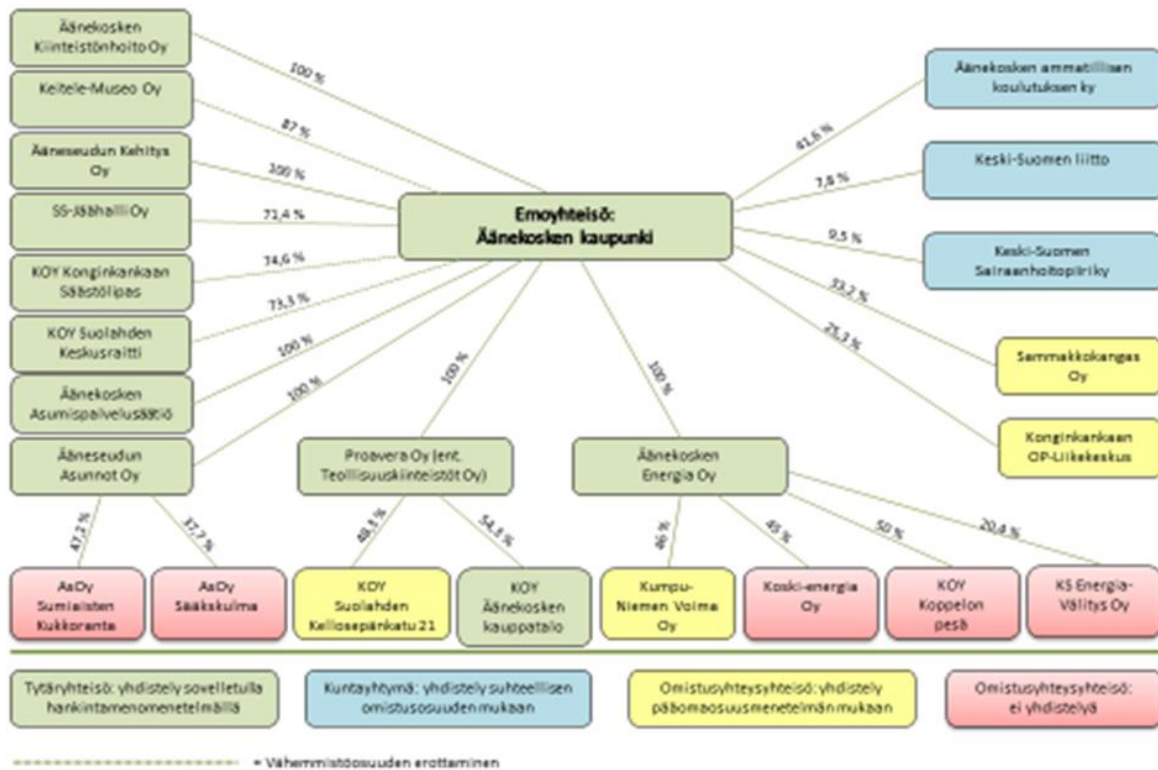 Äänekosken
Kiinteistönhoito Oy
Keitele-Museo Oy
Ääneseudun Kehitys
Oy
SS-Jäähalli Oy
KOY Konginkankaan
Säästölipas
KOY Suolahden
Keskusraitti
Äänekosken
Asumispalvelusäätiö
Ääneseudun
Asunnot Oy
100 %
87 %
100 %
71,4 %
74,6 %
73,3 %
100 %
100 %
Emoyhteisö:
Äänekosken kaupunki
41,6 %
7,8 %
9,5 %
33,2 %
25,3 %
Äänekosken ammatillisen
koulutuksen ky
Keski-Suomen liitto
Keski-Suomen
Sairaanhoitopiiri ky
Sammakkokangas
Oy
Konginkankaan
OP-Liikekeskus
100 %
100 %
Proavera Oy (ent.
Teollisuuskiinteistöt Oy)
Äänekosken
Energia Oy
47,2 %
37,7 %
48,3 %
54,3 %
46 %
45 %
50 %
20,4 %
AsOy
Sumiaisten
Kukkoranta
AsOy
Sääkskulma
KOY
Suolahden
Kellosepänkatu 21
KOY
Äänekosken
kauppatalo
Kumpu-
Niemen Voima
Oy
Koski-energia
Oy
KOY
Koppelon
pesä
KS Energia-
Välitys Oy
Tytäryhteisö: yhdistely sovelletulla
hankintamenomenetelmällä
Kuntayhtymä: yhdistely suhteellisen
omistusosuuden mukaan
Omistusyhteysyhteisö: yhdistely
pääomaosuusmenetelmän mukaan
Omistusyhteysyhteisö:
ei yhdistelyä
= Vähemmistöosuuden erottaminen